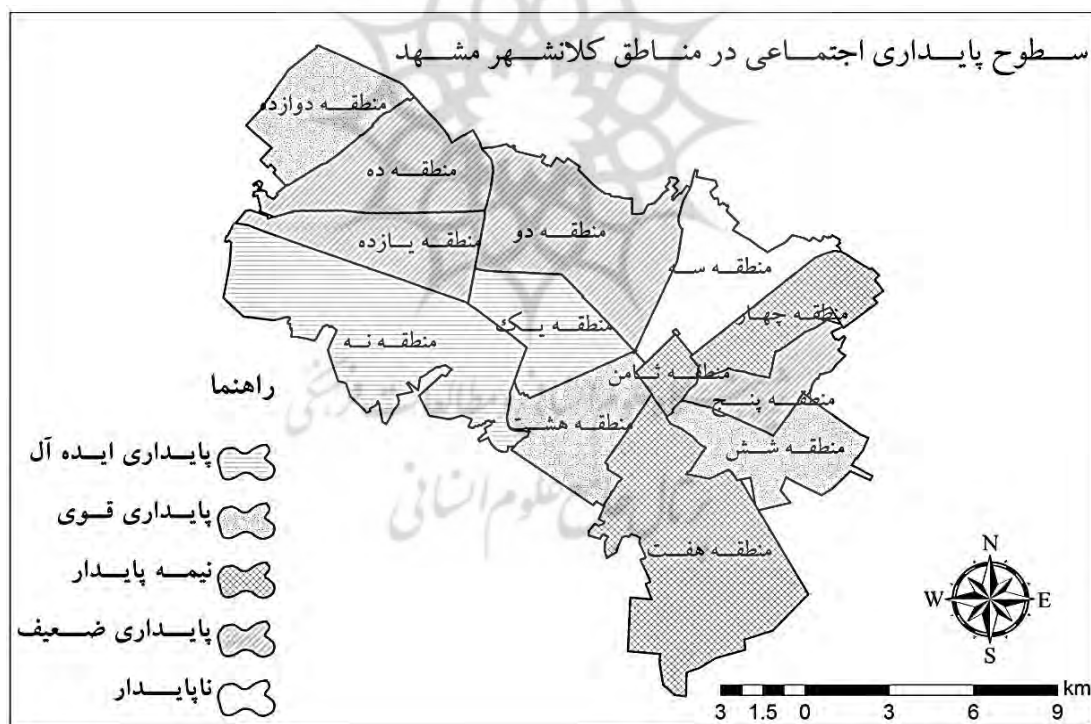 سطوح پایداری اجتماعی در مناطق کلانشهر مشهد
منطقه دوازده
منطقه ده
منطقه دو
منطقه یازده
منطقه سه
منطقه چهار
منطقه یک
منطقه نه
منطقه ثامن
منطقه پنج
منطقه هشت
منطقه شش
منطقه هفت
راهنما
پایداری ایده آل
پایداری قوی
نیمه پایدار
پایداری ضعیف
ناپایدار
N
W E
S
km
3 1.5 0 3 6 9